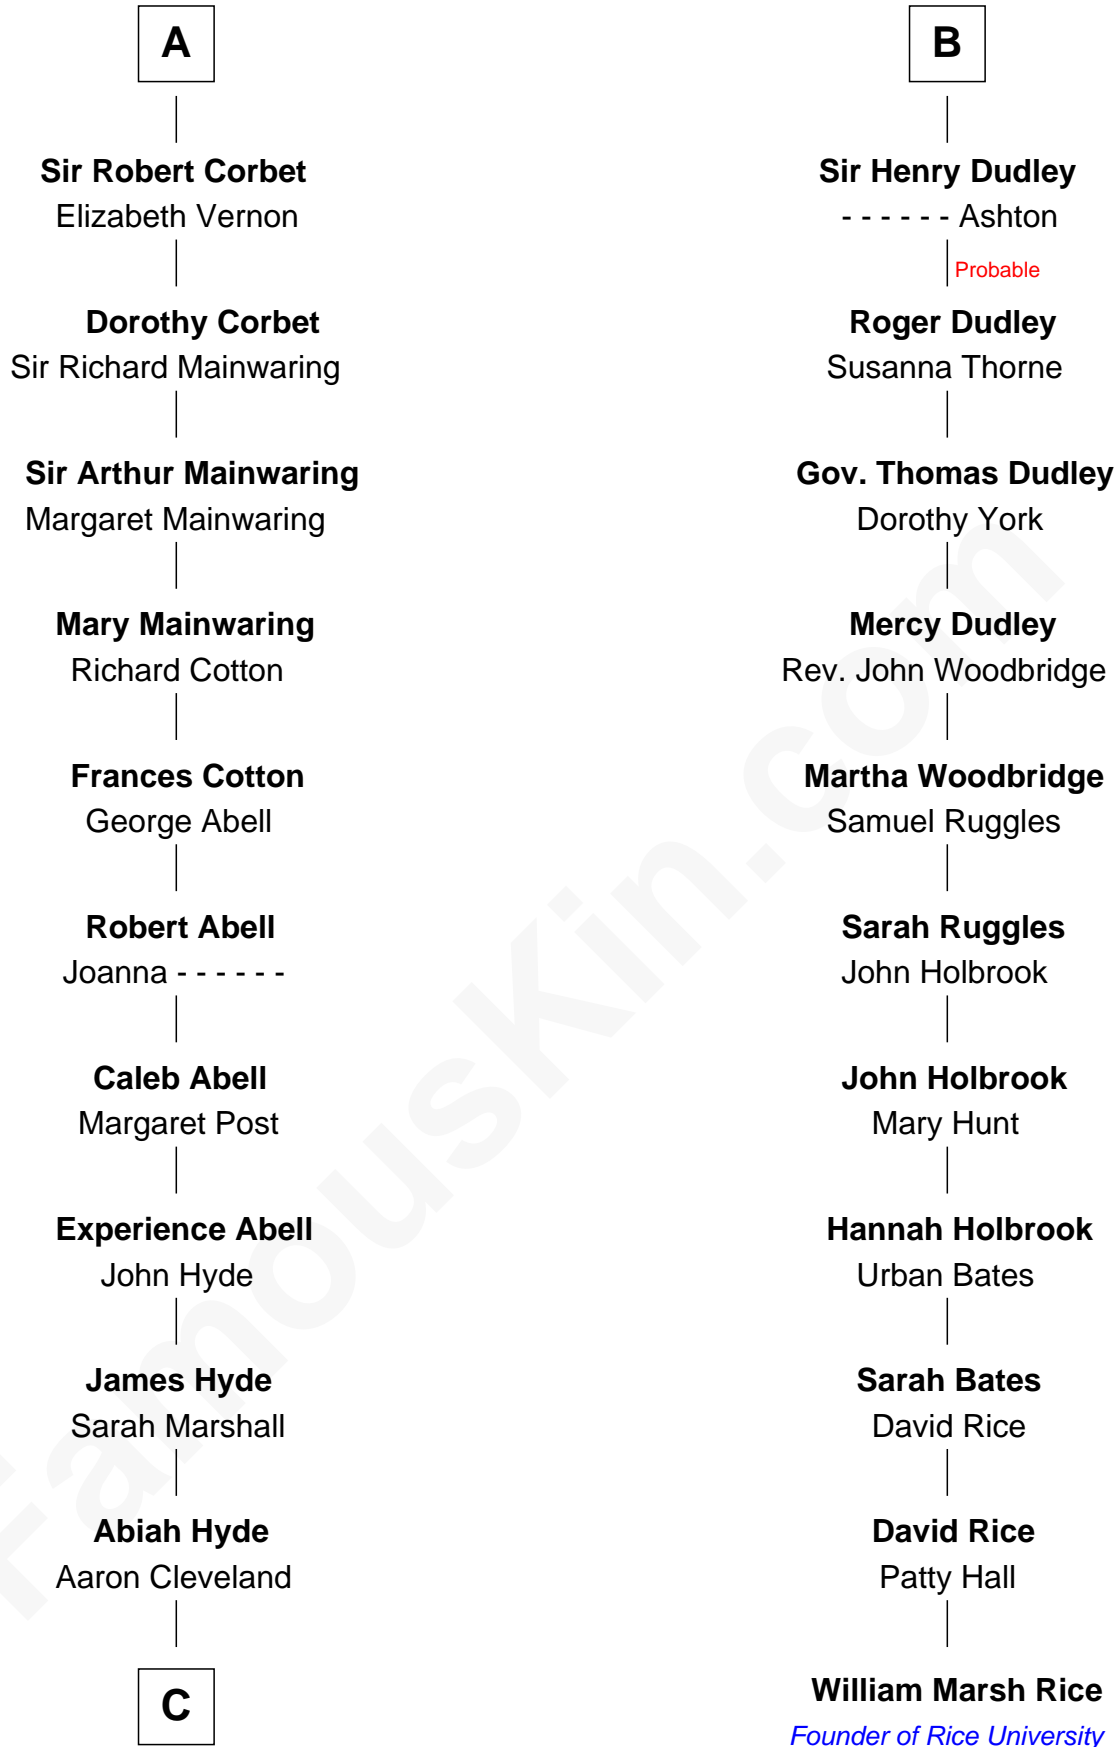 A
Sir Robert Corbet
Elizabeth Vernon
Dorothy Corbet
Sir Richard Mainwaring
Sir Arthur Mainwaring
Margaret Mainwaring
Mary Mainwaring
Richard Cotton
Frances Cotton
George Abell
Robert Abell
Joanna - - - - - -
Caleb Abell
Margaret Post
Experience Abell
John Hyde
James Hyde
Sarah Marshall
Abiah Hyde
Aaron Cleveland
C
B
Sir Henry Dudley
- - - - - - Ashton
Probable
Roger Dudley
Susanna Thorne
Gov. Thomas Dudley
Dorothy York
Mercy Dudley
Rev. John Woodbridge
Martha Woodbridge
Samuel Ruggles
Sarah Ruggles
John Holbrook
John Holbrook
Mary Hunt
Hannah Holbrook
Urban Bates
Sarah Bates
David Rice
David Rice
Patty Hall
William Marsh Rice
Founder of Rice University
FamousKin.com